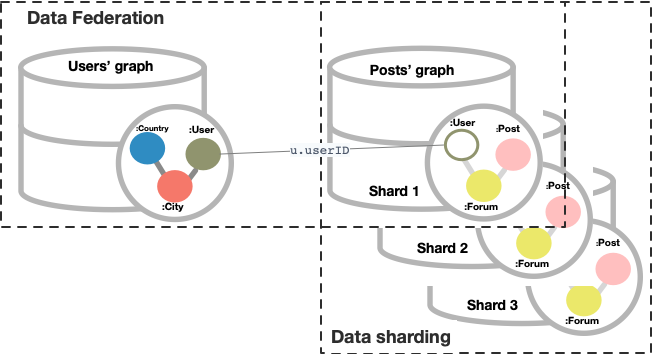 Data Federation
Users’ graph
Posts’ graph
:Country
:User
:City
u.userID
:User
:Post
:Forum
Shard 1
:Post
:Forum
Shard 2
:Post
:Forum
Shard 3
Data sharding